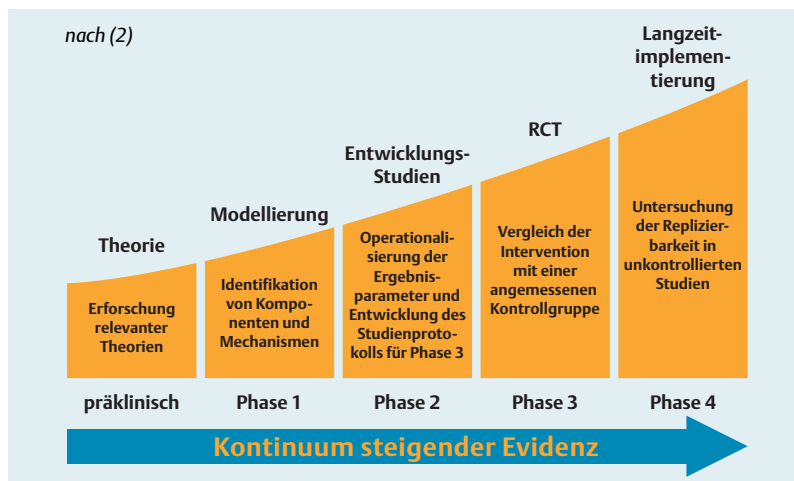 nach (2)
Theorie
Erforschung
relevanter
Theorien
präklinisch
Modellierung
Identifikation
von Kompo-
nenten und
Mechanismen
Phase 1
Entwicklungs-
Studien
Operationali-
sierung der
Ergebnis-
parameter und
Entwicklung des
Studienproto-
kolls für Phase 3
Phase 2
RCT
Vergleich der
Intervention
mit einer
angemessenen
Kontrollgruppe
Phase 3
Langzeit-
implemen-
tierung
Untersuchung
der Replizier-
barkeit in
unkontrollierten
Studien
Phase 4
Kontinuum steigender Evidenz